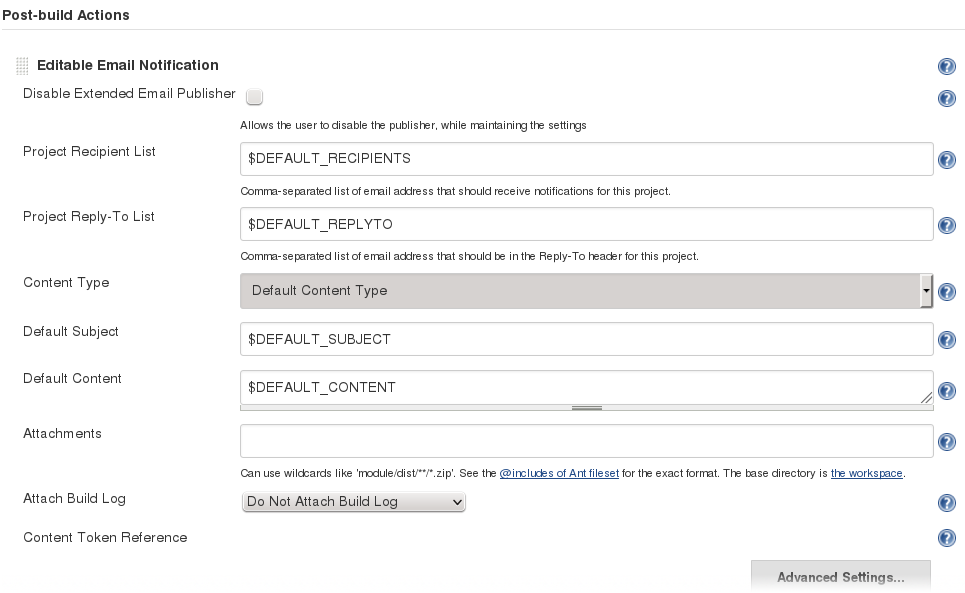 Post-build Actions
Editable Email Notification
Disable Extended Email Publisher
Allows the user to disable the publisher, while maintaining the settings
Project Recipient List
$DEFAULT_RECIPIENTS
Comma-separated list of email address that should receive notifications for this project.
Project Reply-To List
$DEFAULT_REPLYTO
Comma-separated list of email address that should be in the Reply-To header for this project.
Content Type
Default Content Type
Default Subject
$DEFAULT_SUBJECT
Default Content
$DEFAULT_CONTENT
Attachments
Can use wildcards like 'module/dist/**/*.zip'. See the @includes of Ant fileset for the exact format. The base directory is the workspace.
Attach Build Log
Do Not Attach Build Log
Content Token Reference
Advanced Settings...